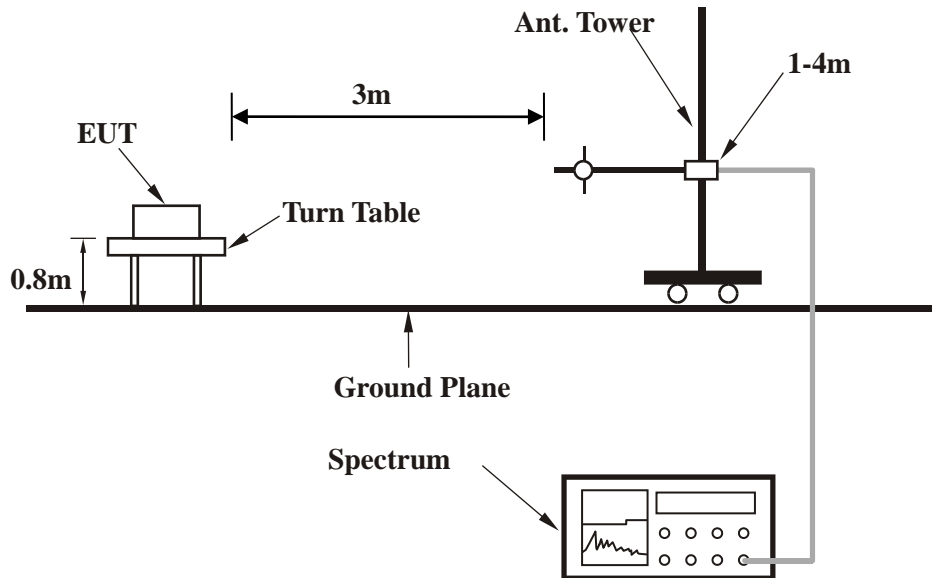 Ant. Tower
1-4m
3m
EUT
Turn Table
0.8m
Ground Plane
Spectrum